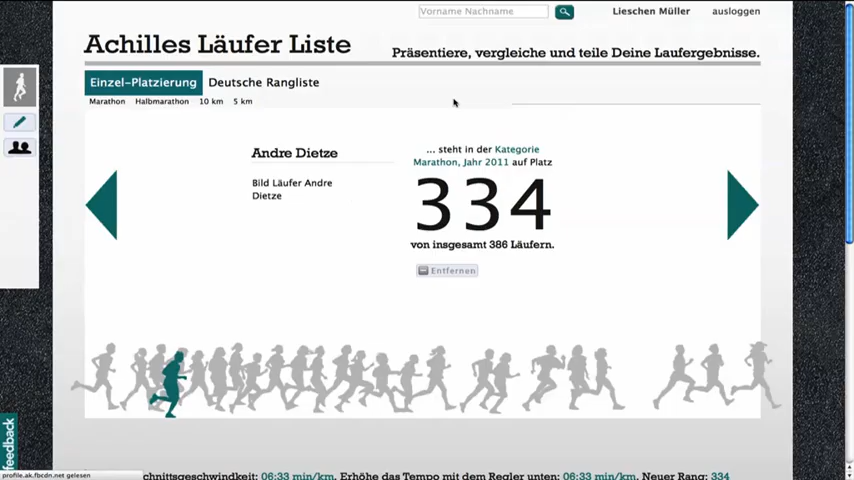 Vorname Nachname
Lieschen Müller
ausloggen
Achilles Läufer Liste
Präsentiere, vergleiche und teile Deine Laufergebnisse.
Einzel-Platzierung
Deutsche Rangliste
Marathon
Halbmarathon
10 km
5 km
Andre Dietze
Bild Läufer Andre
Dietze
... steht in der Kategorie
Marathon, Jahr 2011 auf Platz
334
von insgesamt 386 Läufern.
Entfernen
feedback
profile.ak.fbcdn.net gelesen
chnittsgeschwindkeit: 06:33 min/km. Erhöhe das Tempo mit dem Regler unten: 06:33 min/km. Neuer Rang: 334